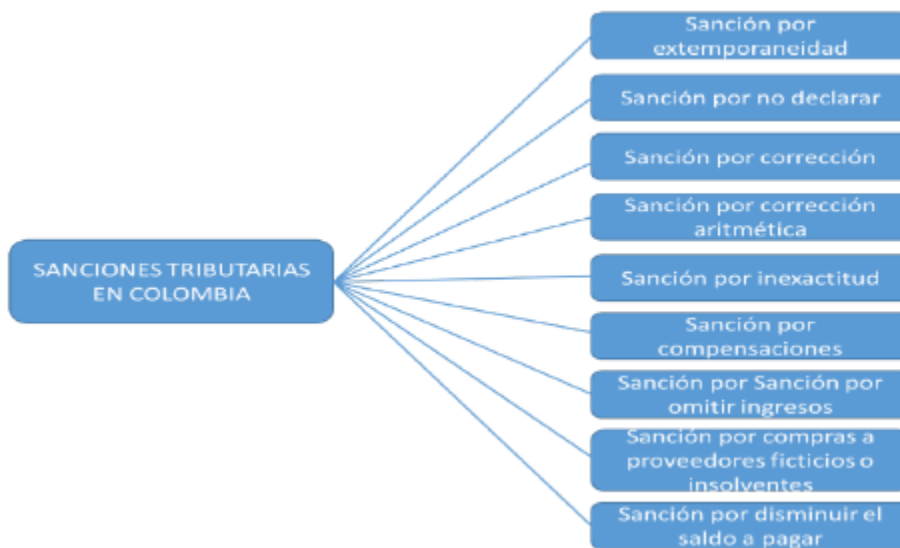 Sanción por
extemporaneidad
Sanción por no declarar
Sanción por corrección
Sanción por corrección
aritmética
SANCIONES TRIBUTARIAS
EN COLOMBIA
Sanción por inexactitud
Sanción por
compensaciones
Sanción por Sanción por
omitir ingresos
Sanción por compras a
proveedores ficticios o
insolventes
Sanción por disminuir el
saldo a pagar